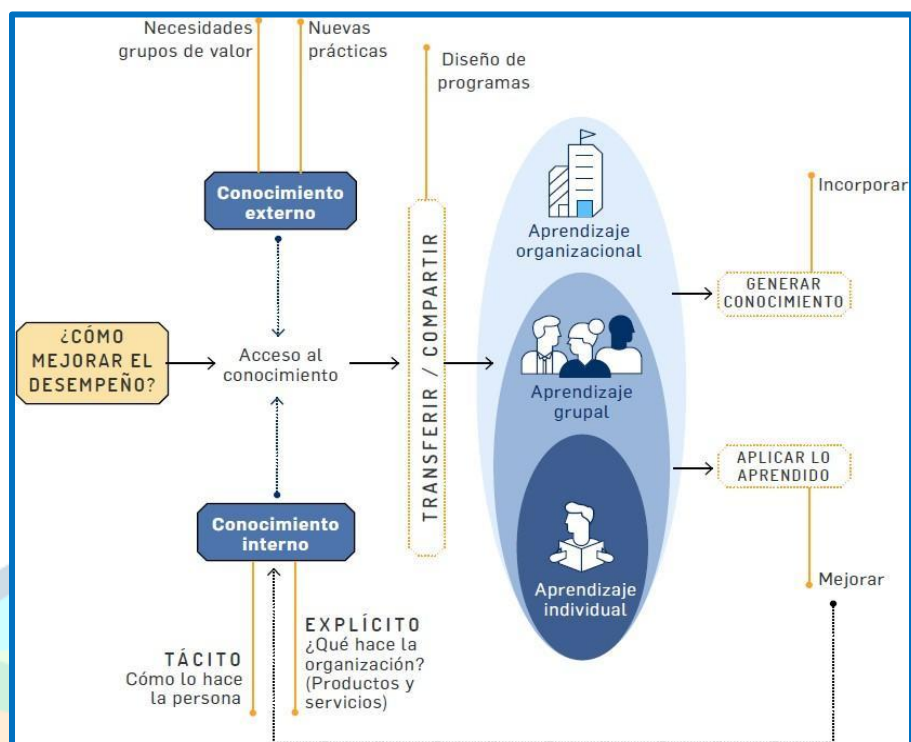 Necesidades
grupos de valor
Nuevas
prácticas
Diseño de
programas
Conocimiento
externo
¿CÓMO
MEJORAR EL
DESEMPEÑO?
Acceso al
conocimiento
TRANSFERIR / COMPARTIR
Aprendizaje
organizacional
Aprendizaje
grupal
Aprendizaje
individual
Incorporar
GENERAR
CONOCIMIENTO
APLICAR LO
APRENDIDO
Mejorar
Conocimiento
interno
TÁCITO
Cómo lo hace
la persona
EXPLÍCITO
¿Qué hace la
organización?
(Productos y
servicios)